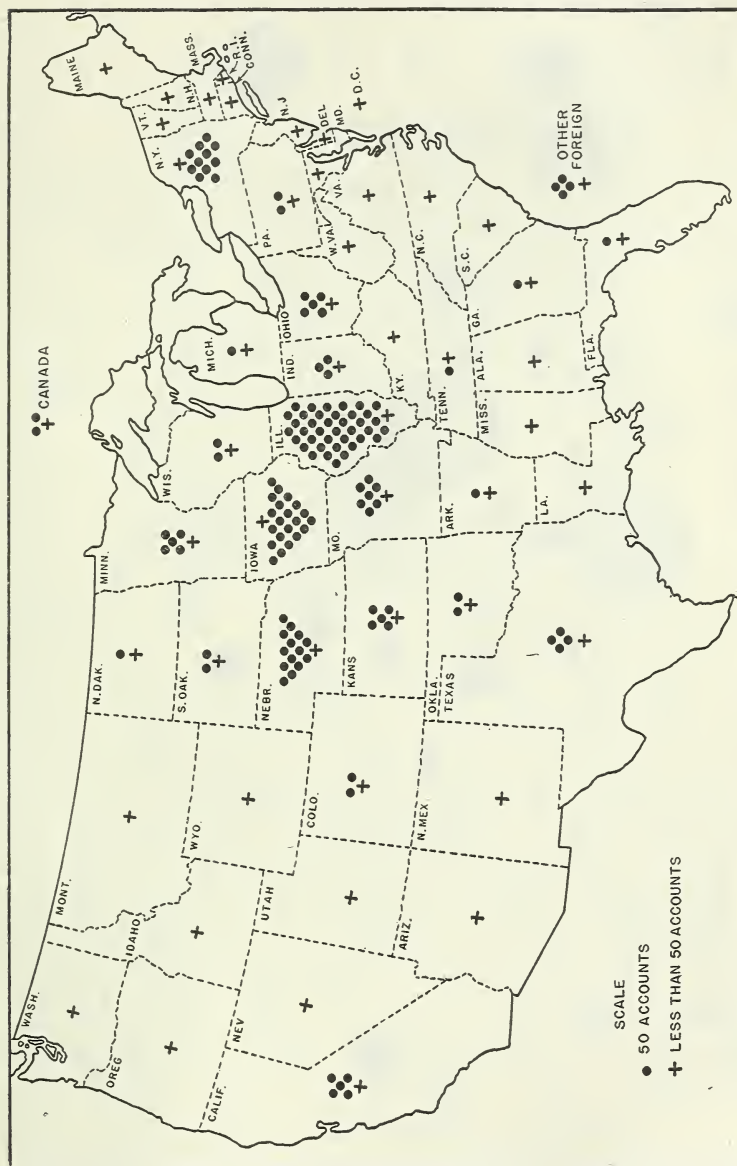 CANADA
MAINE
VT.
N.H.
MASS.
R.I.
CONN.
N.Y.
N.J
PA.
DEL
MD.
D.C.
W.VA.
VA.
OHIO
IND.
MICH.
ILL.
WIS.
MINN.
IOWA
MO.
KY.
TENN.
N.C.
S.C.
GA.
ALA.
MISS.
FLA.
ARK.
LA.
N.DAK.
S.DAK.
NEBR.
KANS
OKLA.
TEXAS
MONT.
WYO.
COLO.
N.MEX.
IDAHO
UTAH
ARIZ.
WASH.
OREG
NEV
CALIF.
OTHER
FOREIGN
SCALE
● 50 ACCOUNTS
+ LESS THAN 50 ACCOUNTS